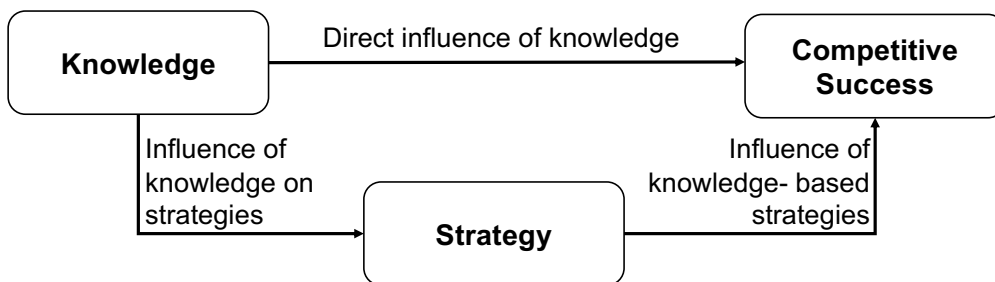 Knowledge
Direct influence of knowledge
Competitive
Success
Influence of
knowledge on
strategies
Strategy
Influence of
knowledge- based
strategies